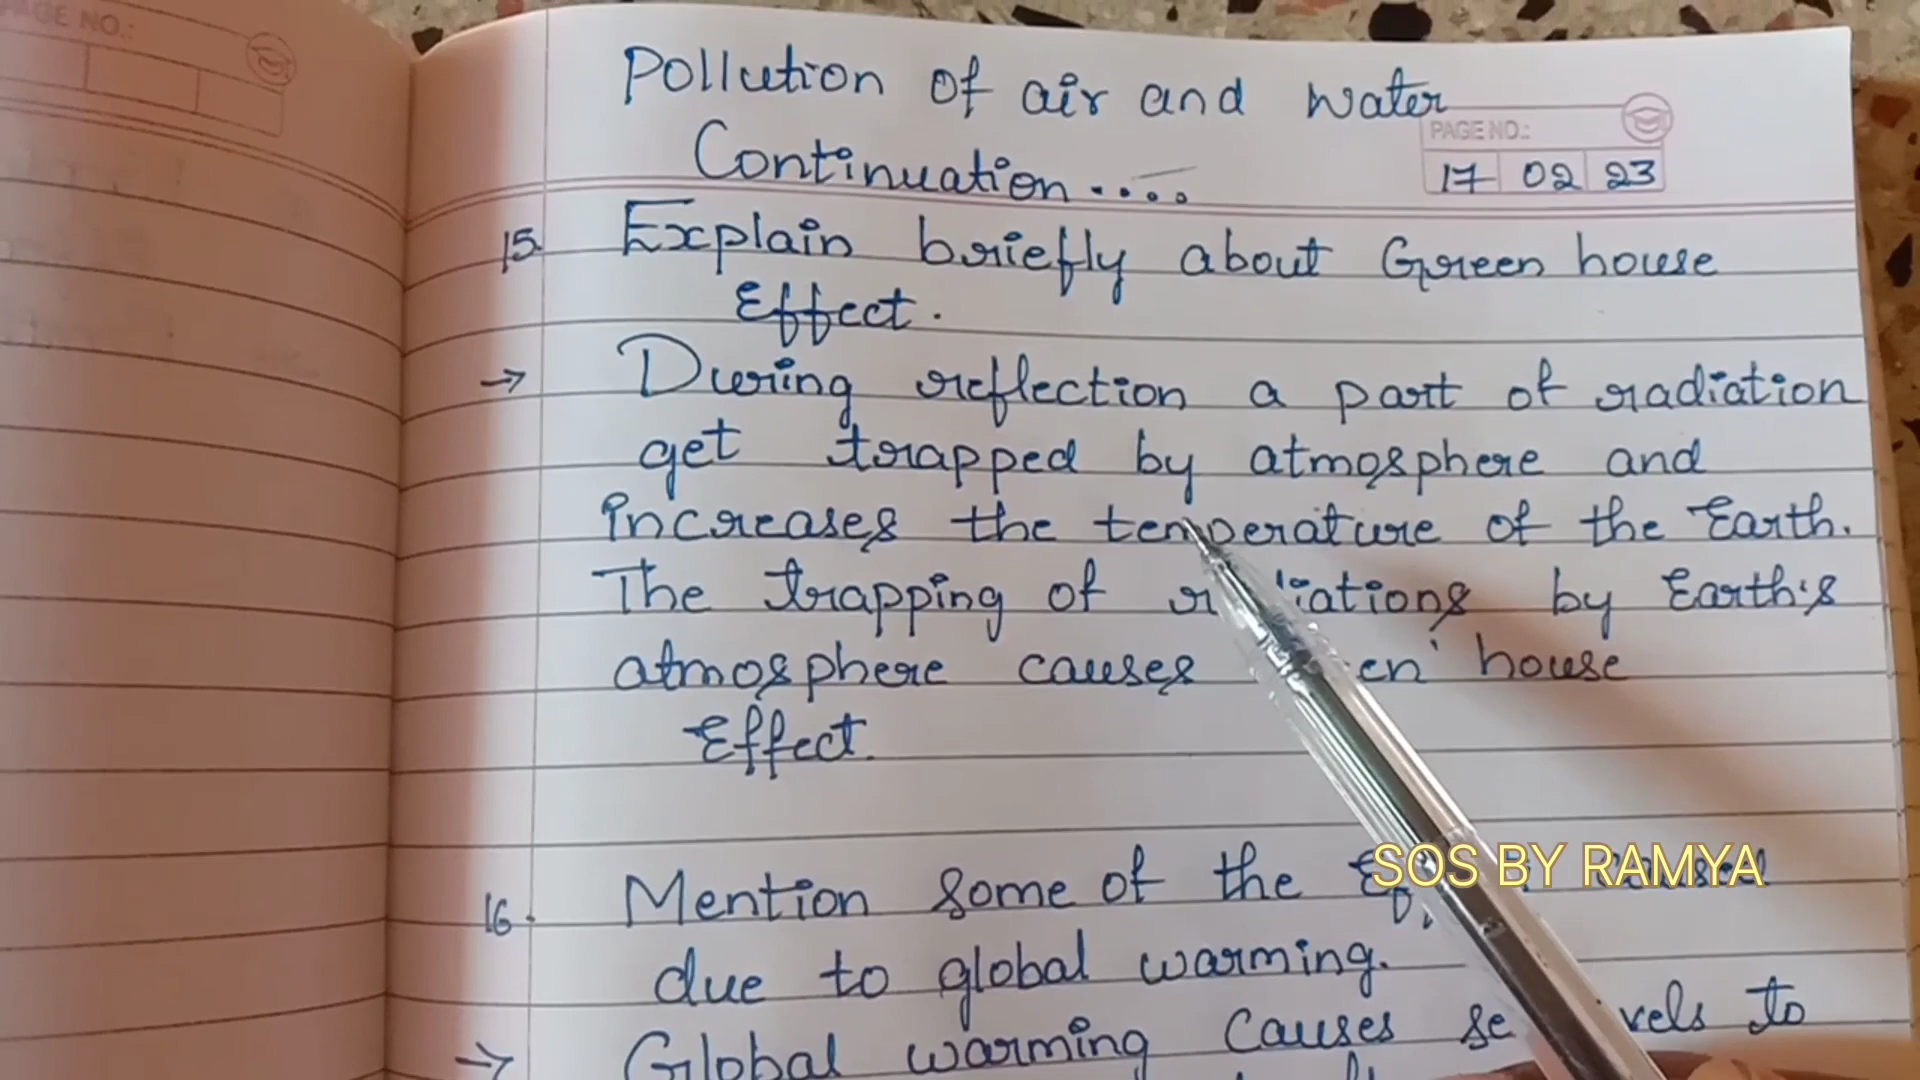 Pollution of air and water
Continuation....
PAGE NO.:
17 02 23
15. Explain briefly about Green house
Effect.
→ During reflection a part of radiation
get trapped by atmosphere and
increases the temperature of the Earth.
The trapping of by Earth's
atmosphere causes house
Effect.
16. Mention some of the
SOS BY RAMYA
due to global warming.
→ Global warming causes to